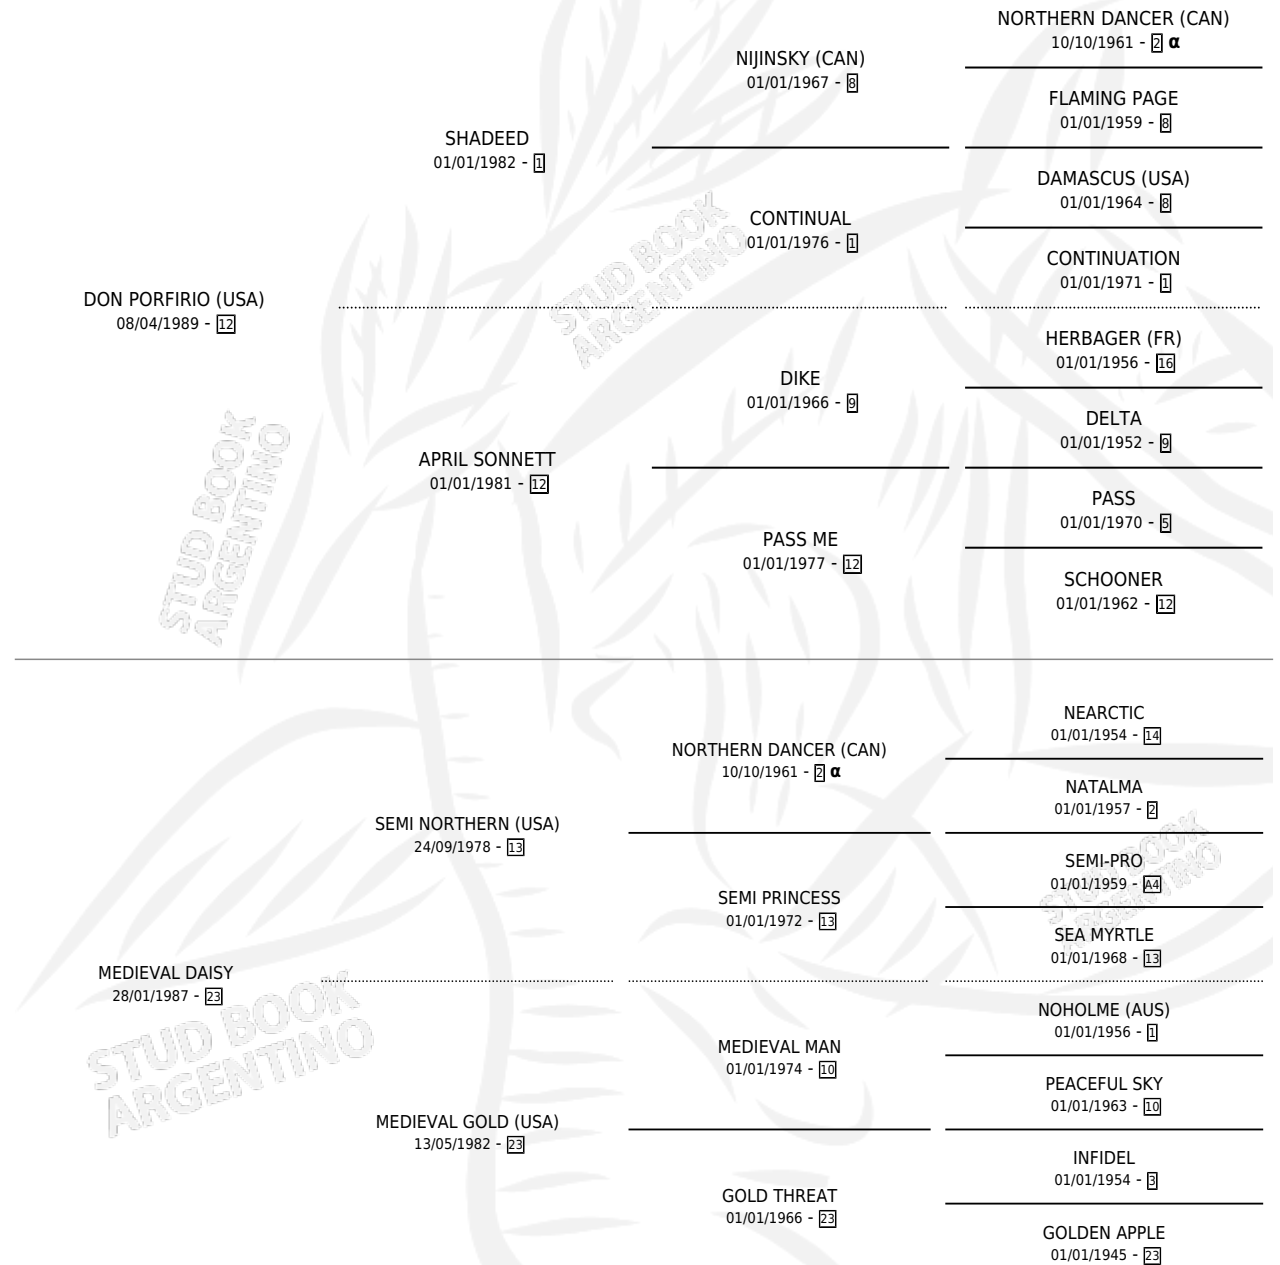 NORTHERN DANCER (CAN)
10/10/1961 - 2 α
NIJINSKY (CAN)
01/01/1967 - 8
FLAMING PAGE
01/01/1959 - 8
SHADEED
01/01/1982 - 1
DAMASCUS (USA)
01/01/1964 - 8
CONTINUAL
01/01/1976 - 1
CONTINUATION
01/01/1971 - 1
DON PORFIRIO (USA)
08/04/1989 - 12
HERBAGER (FR)
01/01/1956 - 16
DIKE
01/01/1966 - 9
DELTA
01/01/1952 - 9
APRIL SONNETT
01/01/1981 - 12
PASS
01/01/1970 - 5
PASS ME
01/01/1977 - 12
SCHOONER
01/01/1962 - 12
NEARCTIC
01/01/1954 - 14
NORTHERN DANCER (CAN)
10/10/1961 - 2 α
NATALMA
01/01/1957 - 2
SEMI NORTHERN (USA)
24/09/1978 - 13
SEMI-PRO
01/01/1959 - A4
SEMI PRINCESS
01/01/1972 - 13
SEA MYRTLE
01/01/1968 - 13
MEDIEVAL DAISY
28/01/1987 - 23
NOHOLME (AUS)
01/01/1956 - 1
MEDIEVAL MAN
01/01/1974 - 10
PEACEFUL SKY
01/01/1963 - 10
MEDIEVAL GOLD (USA)
13/05/1982 - 23
INFIDEL
01/01/1954 - 3
GOLD THREAT
01/01/1966 - 23
GOLDEN APPLE
01/01/1945 - 23
STUD BOOK
ARGENTINO
STUD BOOK
ARGENTINO
STUD BOOK
ARGENTINO
STUD BOOK
ARGENTINO